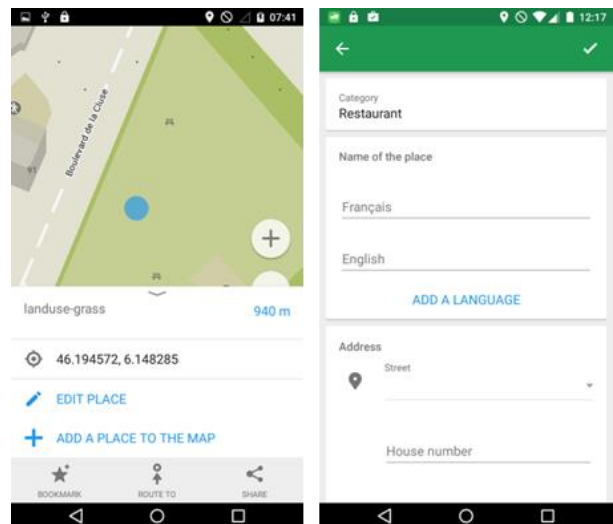 07:41
Boulevard de la Cluse
91
landuse-grass
940 m
46.194572, 6.148285
EDIT PLACE
ADD A PLACE TO THE MAP
BOOKMARK
ROUTE TO
SHARE
12:17
Category
Restaurant
Name of the place
Français
English
ADD A LANGUAGE
Address
Street
House number